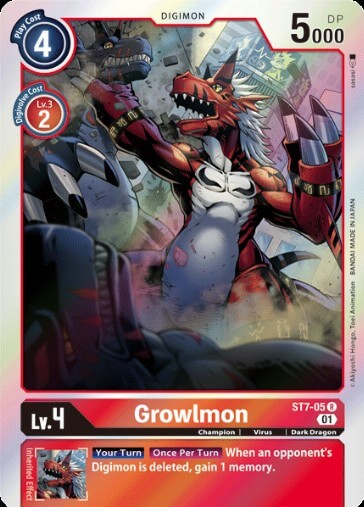 DIGIMON
Play Cost
4
5000
DP
Digivolve Cost
Lv.3
2
sasasi
© Akiyoshi Hongo, Toei Animation BANDAI MADE IN JAPAN
Lv.4
Growlmon
ST7-05 R
01
Champion | Virus | Dark Dragon
Inherited Effect
Your Turn Once Per Turn When an opponent's
Digimon is deleted, gain 1 memory.